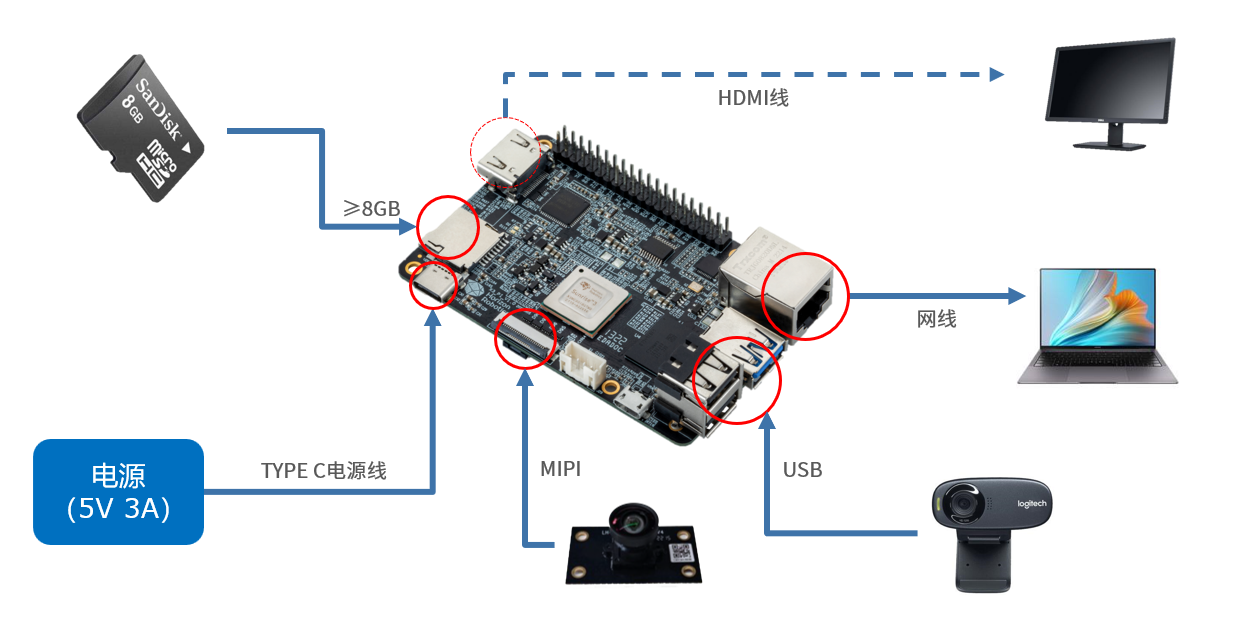 SanDisk
8GB
micro
HC
HDMI线
≥8GB
网线
1322
电源
(5V 3A)
TYPE C电源线
MIPI
USB
logitech